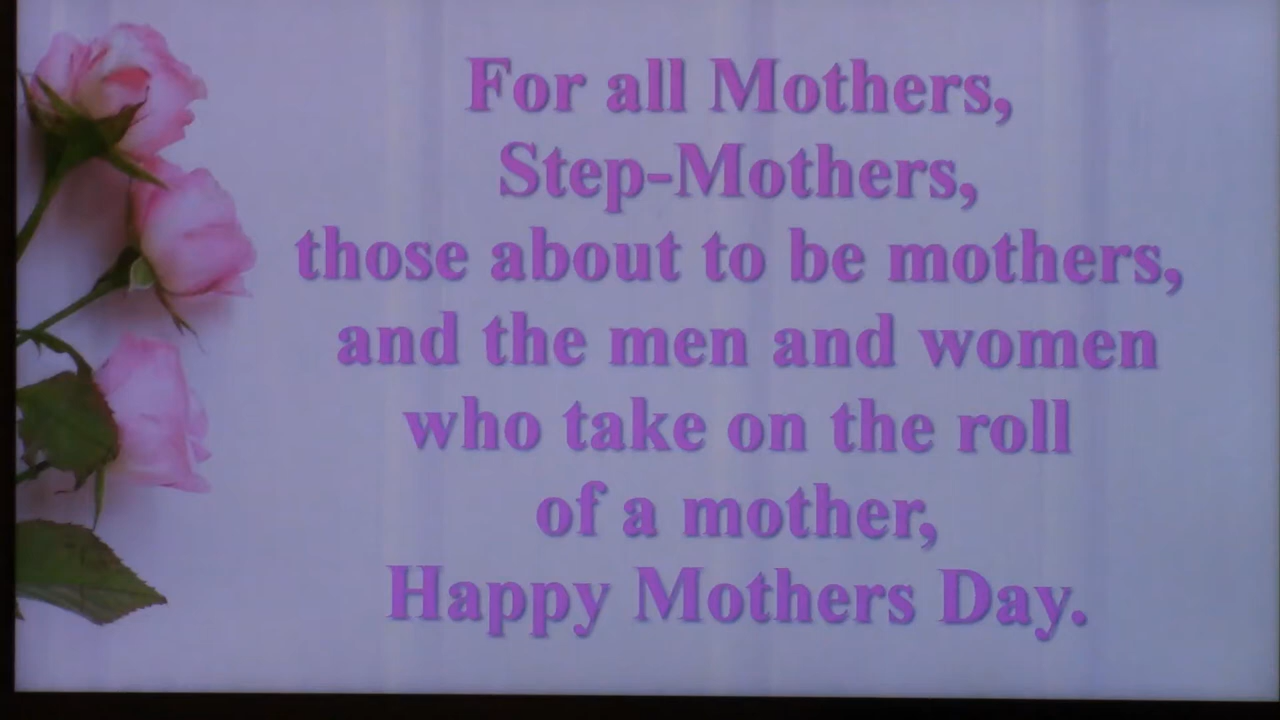 For all Mothers,
Step-Mothers,
those about to be mothers,
and the men and women
who take on the roll
of a mother,
Happy Mothers Day.